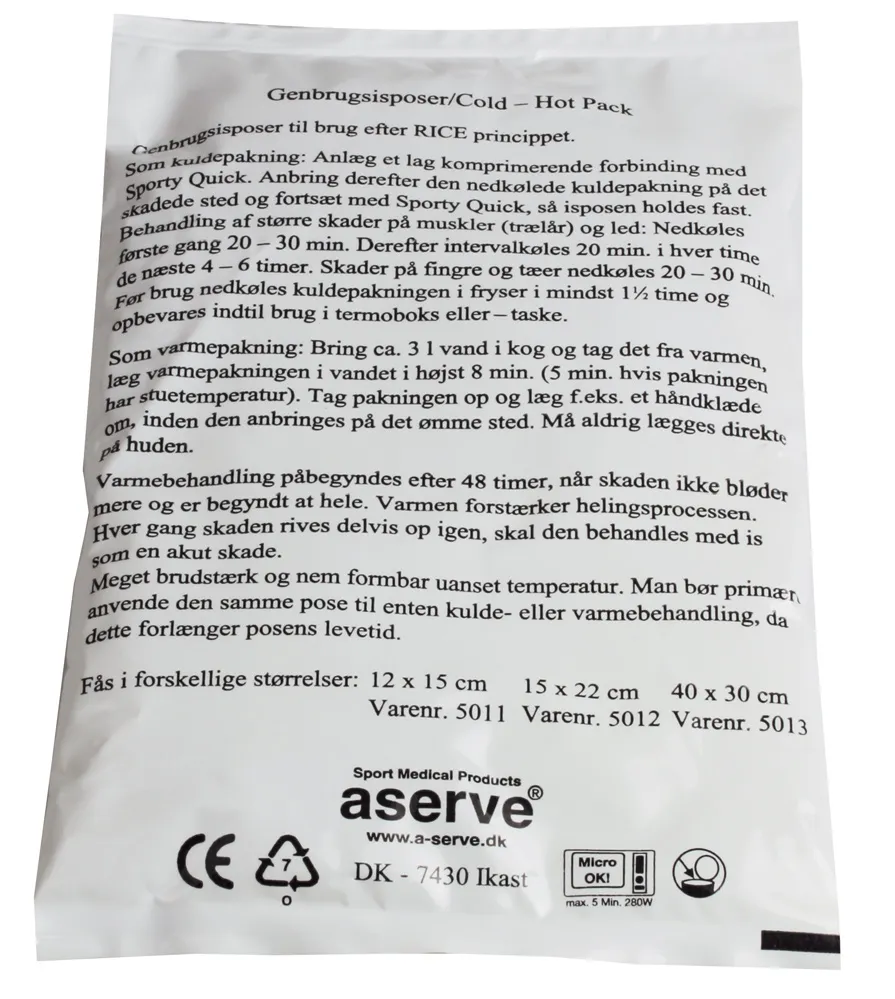 Genbrugsisposer/Cold – Hot Pack
Genbrugsisposer til brug efter RICE princippet.
Som kuldepakning: Anlæg et lag komprimerende forbinding med
Sporty Quick. Anbring derefter den nedkølede kuldepakning på det
skadede sted og fortsæt med Sporty Quick, så isposen holdes fast.
Behandling af større skader på muskler (trælår) og led: Nedkøles
første gang 20 – 30 min. Derefter intervalkøles 20 min. i hver time
de næste 4 – 6 timer. Skader på fingre og tæer nedkøles 20 – 30 min.
Før brug nedkøles kuldepakningen i fryser i mindst 1½ time og
opbevares indtil brug i termoboks eller – taske.
Som varmepakning: Bring ca. 3 l vand i kog og tag det fra varmen,
læg varmepakningen i vandet i højst 8 min. (5 min. hvis pakningen
har stuetemperatur). Tag pakningen op og læg f.eks. et håndklæde
om, inden den anbringes på det ømme sted. Må aldrig lægges direkte
på huden.
Varmebehandling påbegyndes efter 48 timer, når skaden ikke bløder
mere og er begyndt at hele. Varmen forstærker helingsprocessen.
Hver gang skaden rives delvis op igen, skal den behandles med is
som en akut skade.
Meget brudstærk og nem formbar uanset temperatur. Man bør primær
anvende den samme pose til enten kulde- eller varmebehandling, da
dette forlænger posens levetid.
Fås i forskellige størrelser: 12 x 15 cm 15 x 22 cm 40 x 30 cm
Varenr. 5011 Varenr. 5012 Varenr. 5013
Sport Medical Products
aserve®
www.a-serve.dk
CE 7 DK - 7430 Ikast
O
Micro
OK!
max. 5 Min. 280W